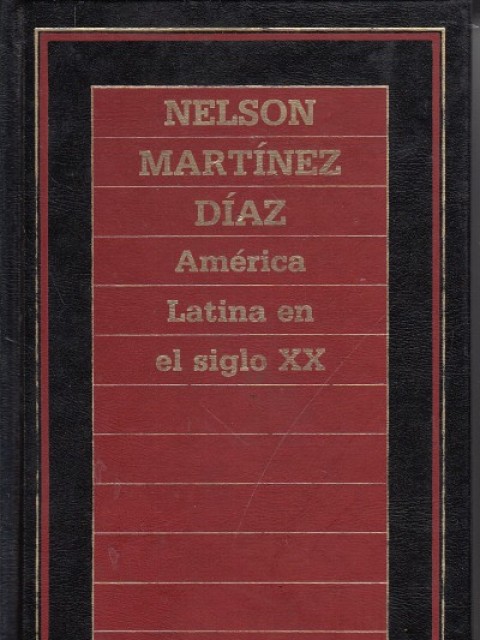 NELSON
MARTÍNEZ
DÍAZ
América
Latina en
el siglo XX